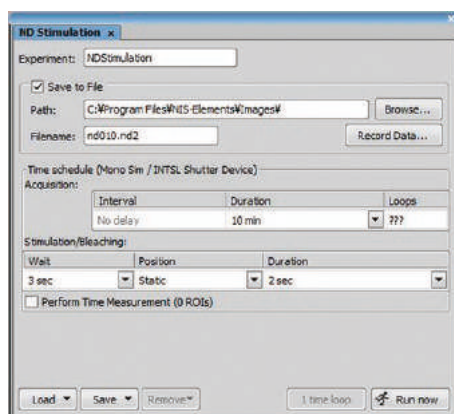 ND Stimulation x
Experiment: NDStimulation
Save to File
Path: C:¥Program Files¥NIS-Elements¥Images¥ Browse...
Filename: nd010.nd2 Record Data...
Time schedule (Mono Sim / INTSL Shutter Device)
Acquisition:
Interval Duration Loops
No delay 10 min ???
Stimulation/Bleaching:
Wait Position Duration
3 sec Static 2 sec
Perform Time Measurement (0 ROIs)
Load Save Remove 1 time loop Run now